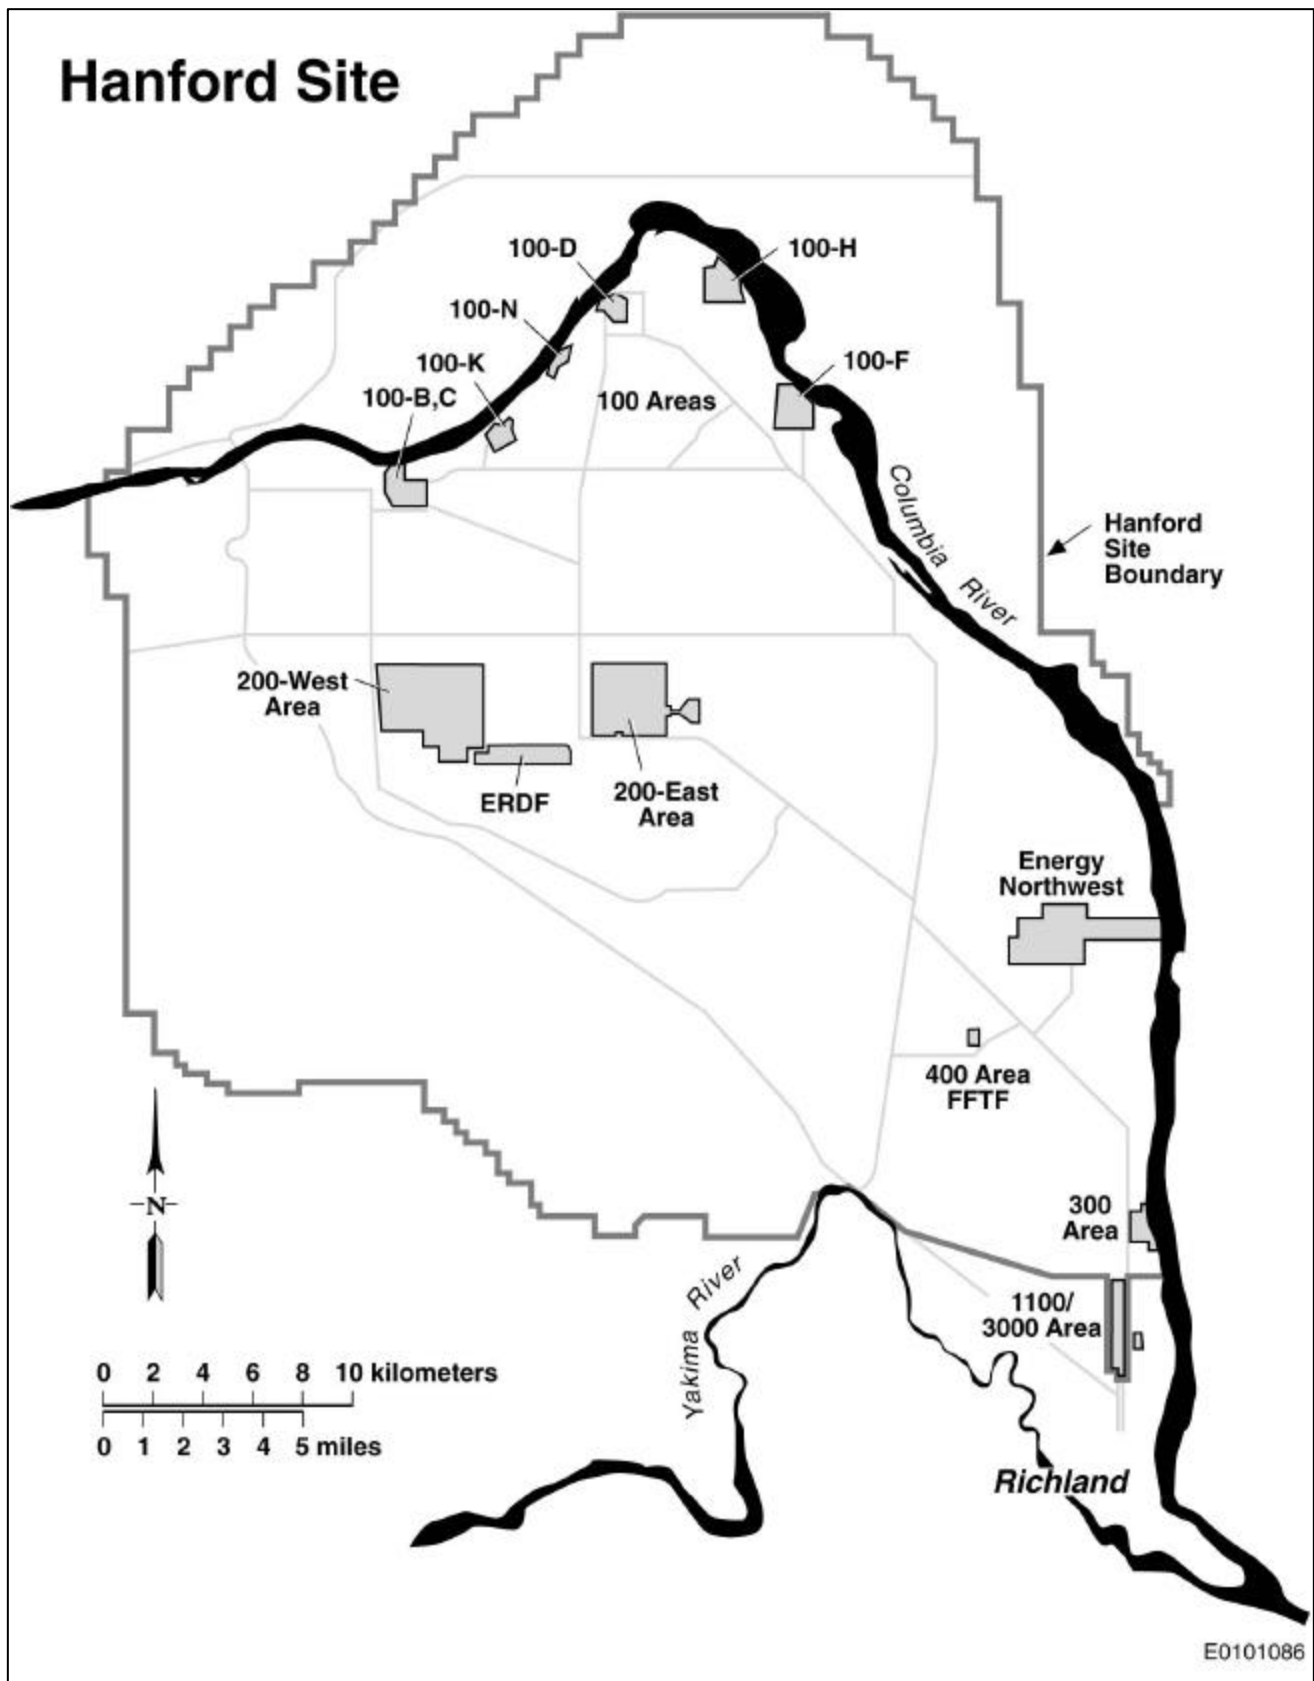 Hanford Site
100-D
100-H
100-N
100-K
100-F
100-B,C
100 Areas
Columbia River
Hanford
Site
Boundary
200-West
Area
ERDF
200-East
Area
Energy
Northwest
400 Area
FFTF
N
300
Area
Yakima River
1100/
3000 Area
0 2 4 6 8 10 kilometers
0 1 2 3 4 5 miles
Richland
E0101086